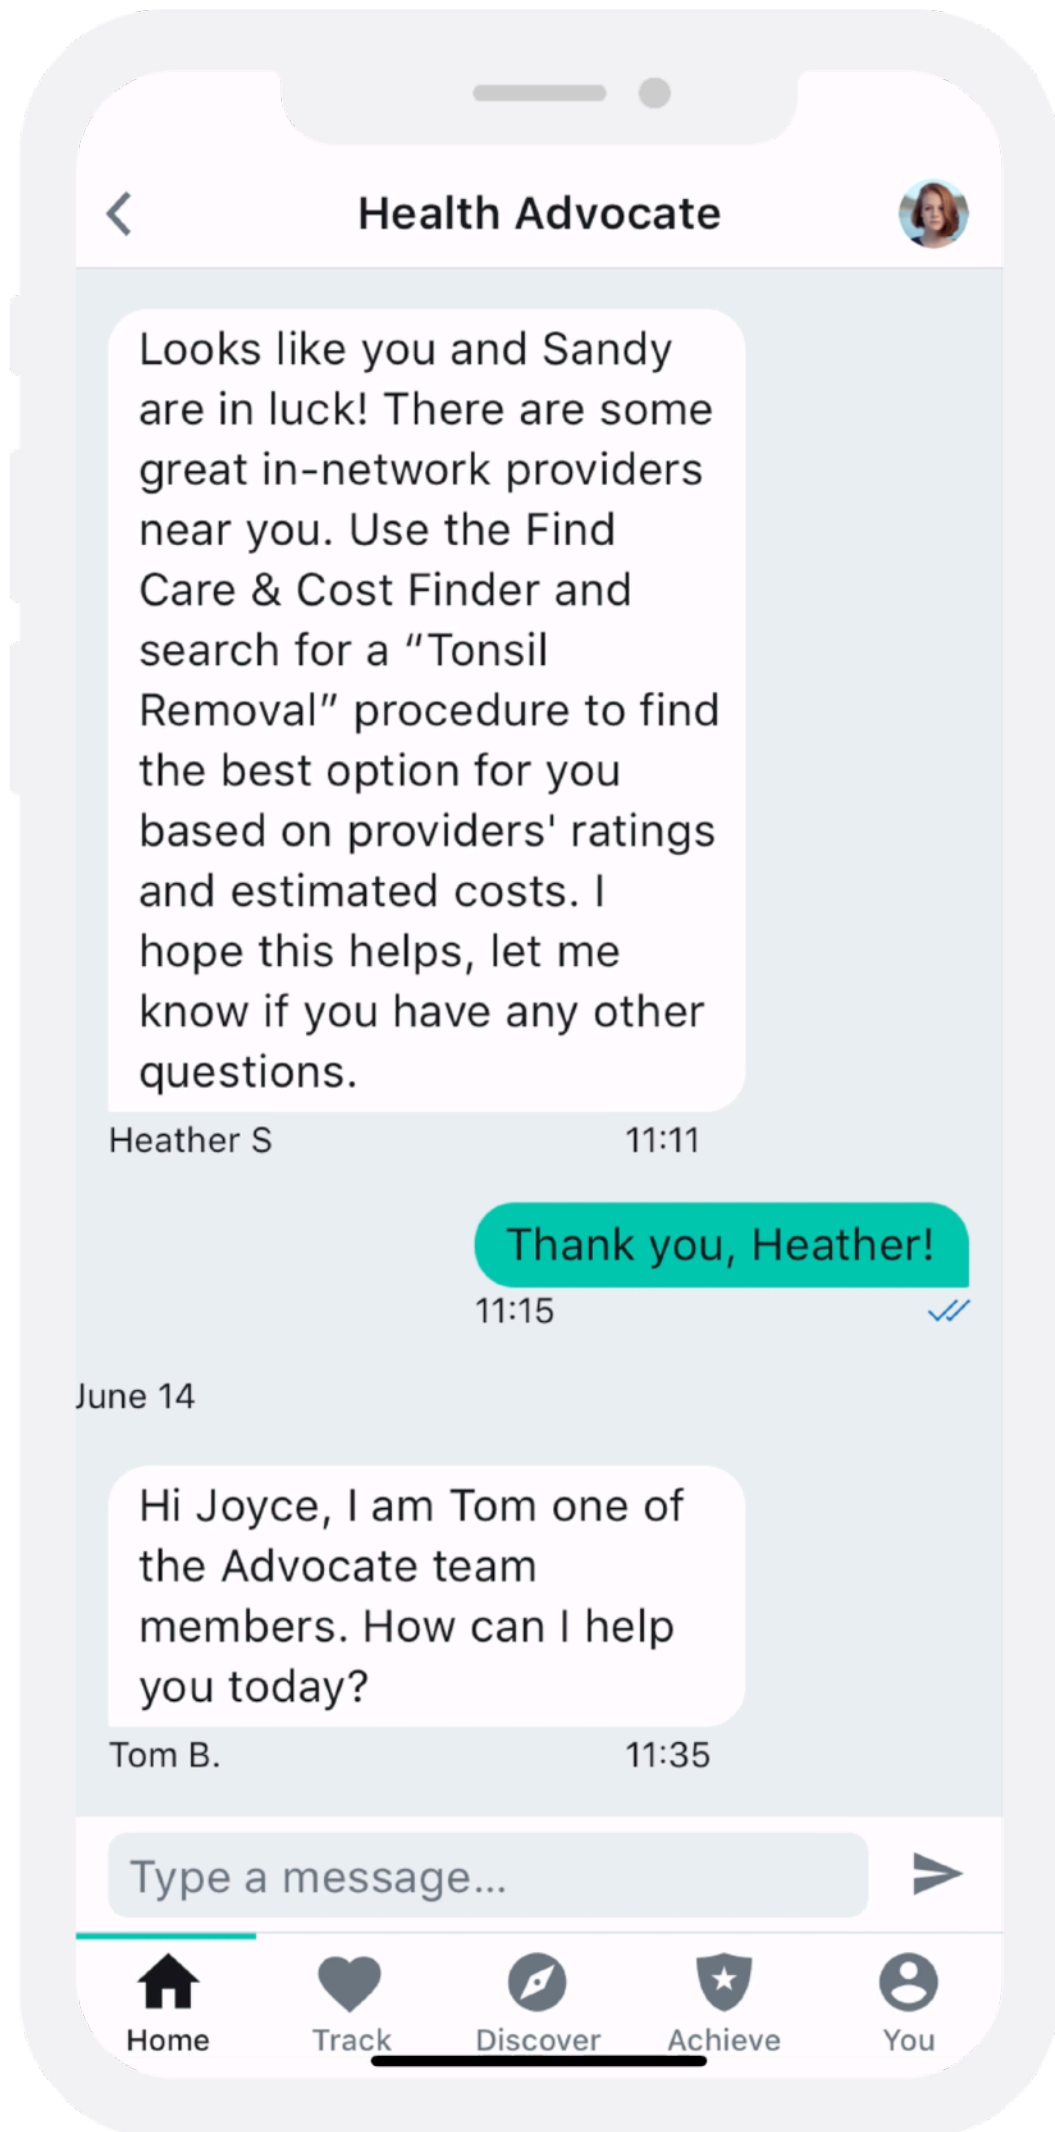 Health Advocate
Looks like you and Sandy
are in luck! There are some
great in-network providers
near you. Use the Find
Care & Cost Finder and
search for a “Tonsil
Removal” procedure to find
the best option for you
based on providers' ratings
and estimated costs. I
hope this helps, let me
know if you have any other
questions.
Heather S 11:11
Thank you, Heather!
11:15
June 14
Hi Joyce, I am Tom one of
the Advocate team
members. How can I help
you today?
Tom B. 11:35
Type a message...
Home Track Discover Achieve You